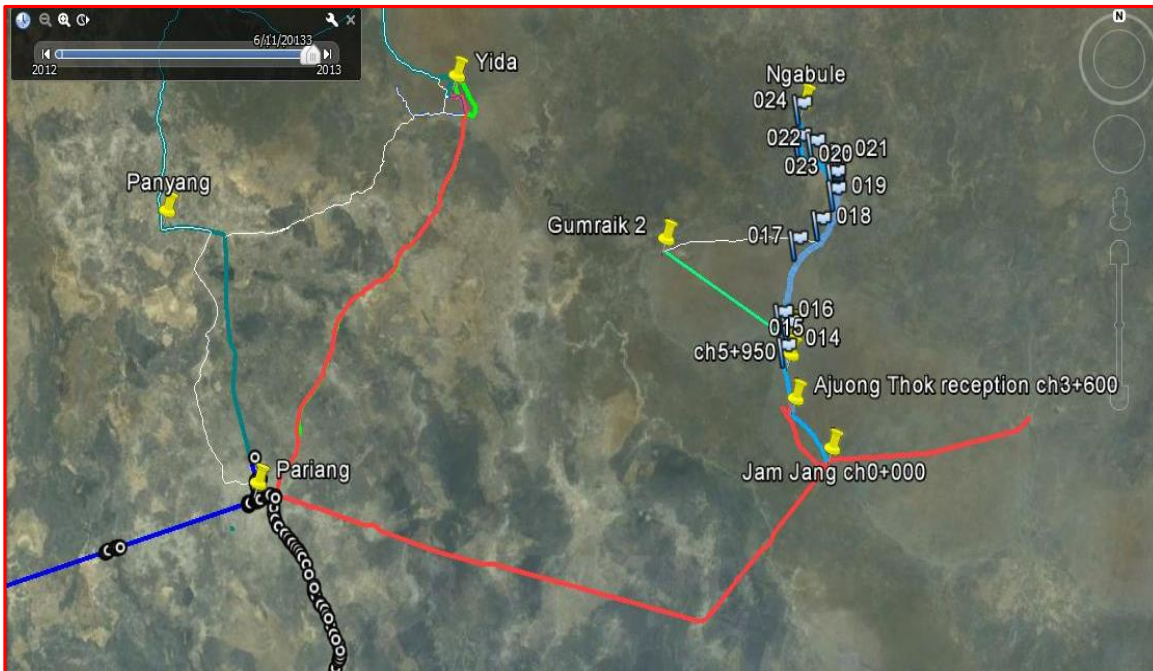 6/11/20133
2012
2013
N
Yida
Ngabule
024
022
021
020
023
019
Panyang
018
Gumraik 2
017
016
015
014
ch5+950
Ajuong Thok reception ch3+600
Pariang
Jam Jang ch0+000